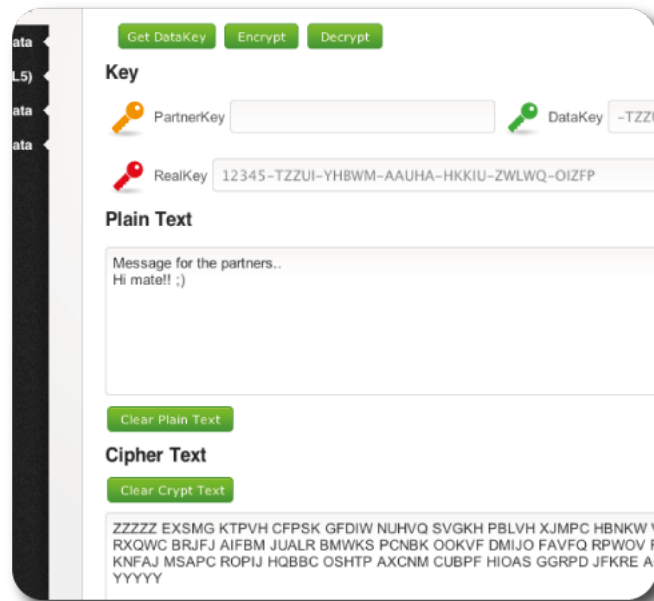 ata
Get DataKey Encrypt Decrypt
L5)
Key
ata
PartnerKey
DataKey -TZZU
ata
RealKey 12345-TZZUI-YHBWM-AAUHA-HKKIU-ZWLWQ-OIZFP
Plain Text
Message for the partners..
Hi mate!! ;)
Clear Plain Text
Cipher Text
Clear Crypt Text
ZZZZZ EXSMG KTPVH CFPSK GFDIW NUHVQ SVGKH PBLVH XJMPC HBNKW
RXQWC BRJFJ AIFBM JUALR BMWKS PCNBK OOKVF DMIJO FAVFQ RPWOV
KNFAJ MSAPC ROPIJ HQBBC OSHTP AXCNM CUBPF HIOAS GGRPD JFKRE A
YYYYY